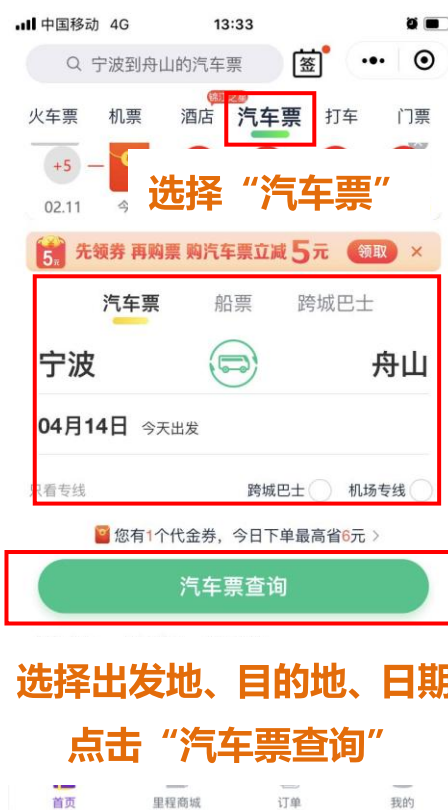 中国移动 4G 13:33
宁波到舟山的汽车票 签
锦江之星
火车票 机票 酒店 汽车票 打车 门票
+5
选择“汽车票”
02.11 今
5元 先领券 再购票 购汽车票立减5元 领取 ×
汽车票 船票 跨城巴士
宁波 舟山
04月14日 今天出发
只看专线 跨城巴士 机场专线
您有1个代金券，今日下单最高省6元 >
汽车票查询
选择出发地、目的地、日期
点击“汽车票查询”
首页 里程商城 订单 我的